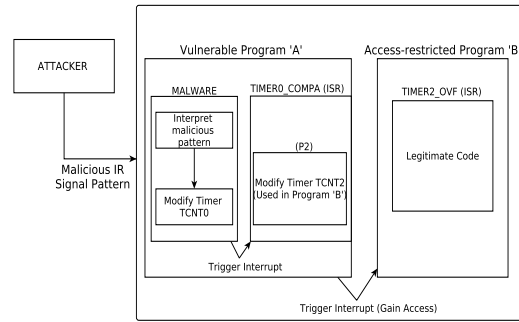 Vulnerable Program 'A'
Access-restricted Program 'B
ATTACKER
MALWARE
TIMER0_COMPA (ISR)
TIMER2_OVF (ISR)
Interpret
malicious
pattern
(P2)
Legitimate Code
Malicious IR
Signal Pattern
Modify Timer
TCNT0
Modify Timer TCNT2
(Used in Program 'B')
Trigger Interrupt
Trigger Interrupt (Gain Access)